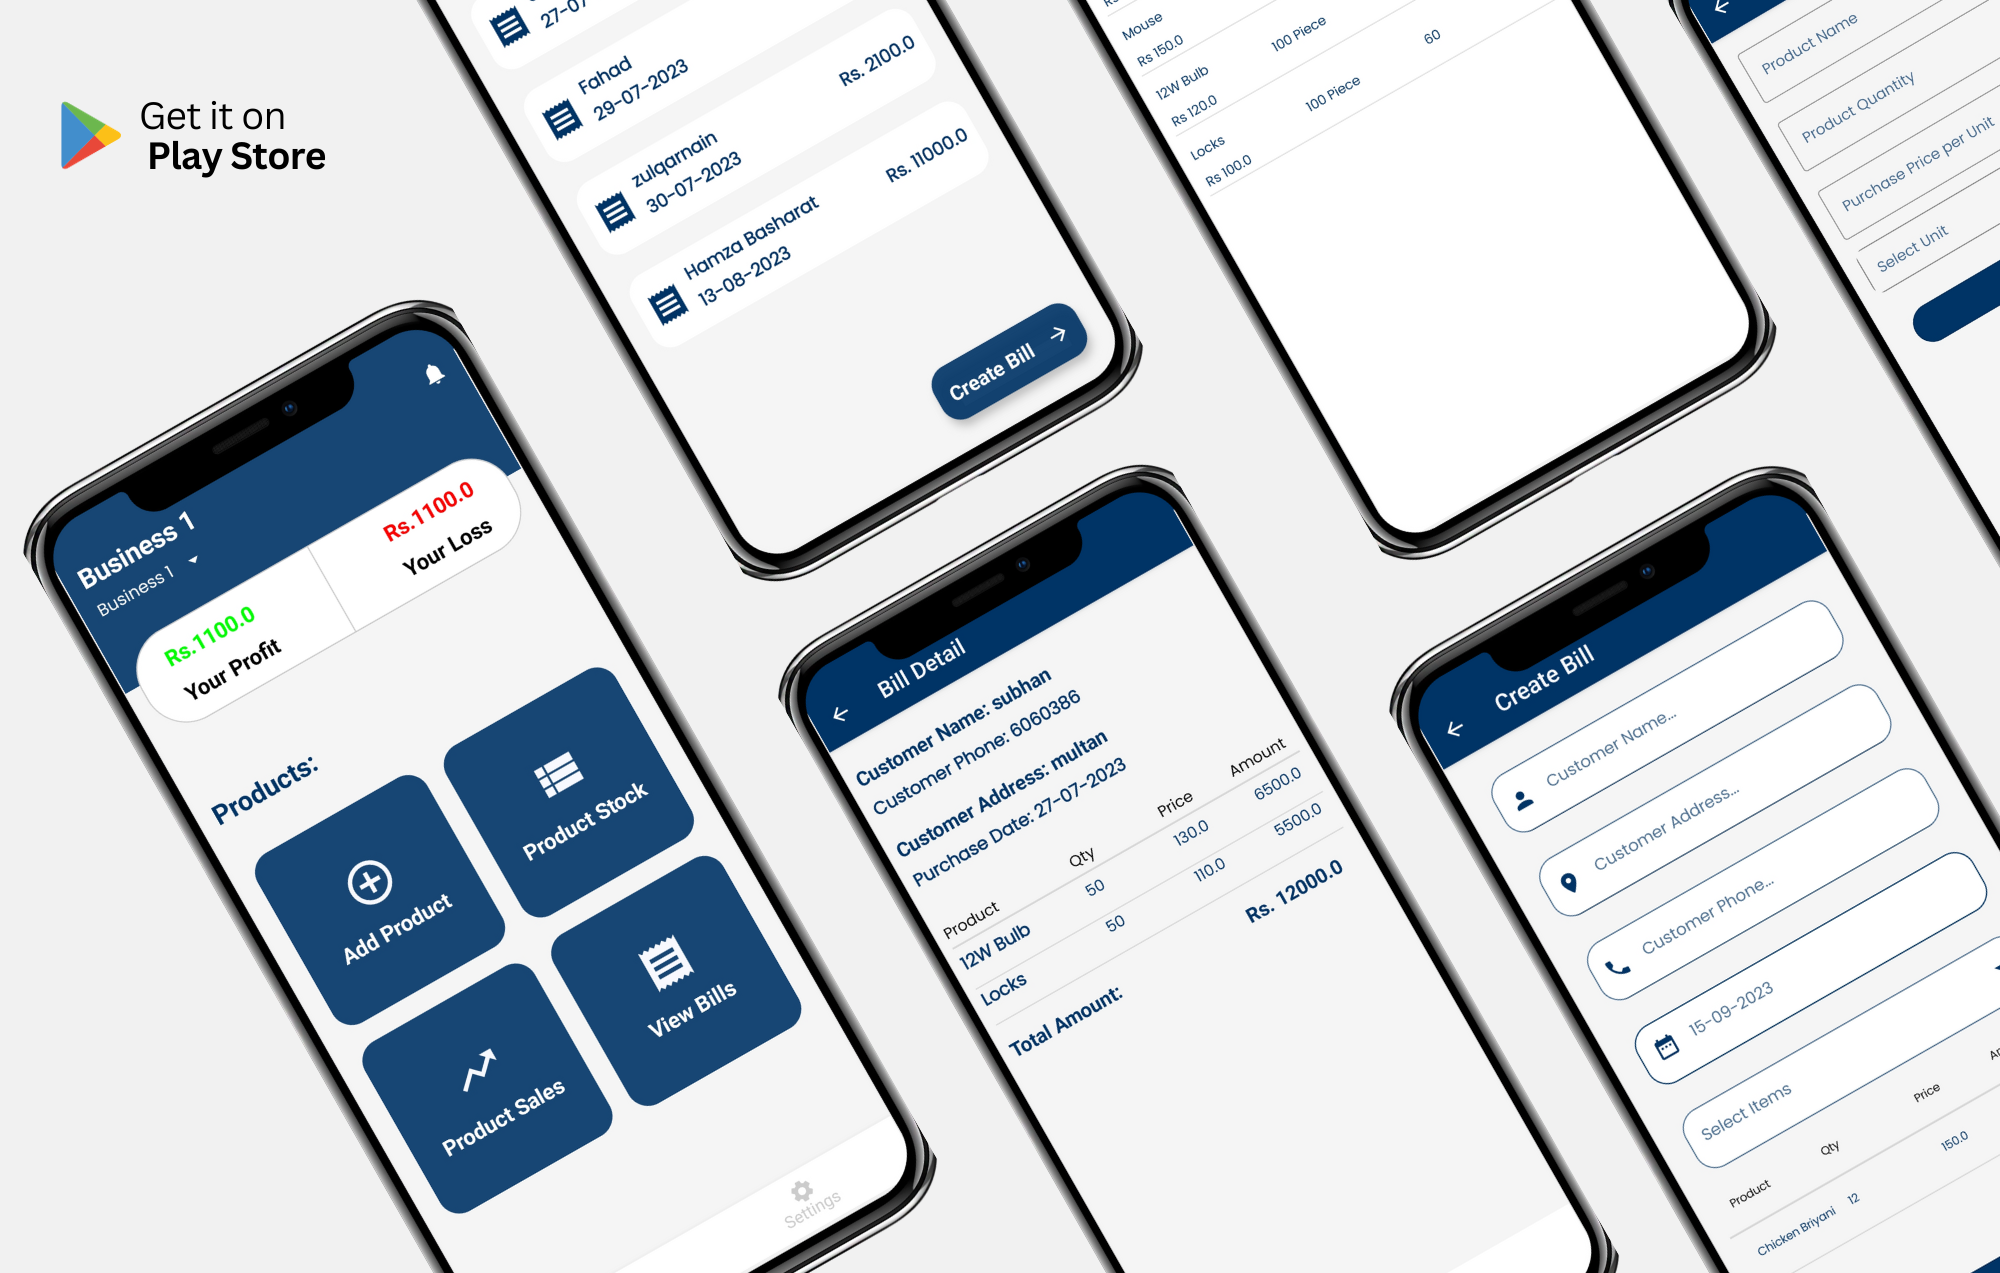 Get it on
Play Store
27-07
Fahad
29-07-2023
zulqarnain
30-07-2023
Rs. 2100.0
Hamza Basharat
13-08-2023
Rs. 11000.0
Create Bill
Mouse
Rs 150.0
100 Piece
12W Bulb
Rs 120.0
100 Piece
60
Locks
Rs 100.0
Product Name
Product Quantity
Purchase Price per Unit
Select Unit
Business 1
Business 1
Rs.1100.0
Your Profit
Rs.1100.0
Your Loss
Products:
Add Product
Product Stock
Product Sales
View Bills
Settings
Bill Detail
Customer Name: subhan
Customer Phone: 6060386
Customer Address: multan
Purchase Date: 27-07-2023
Product Qty Price Amount
12W Bulb 50 130.0 6500.0
Locks 50 110.0 5500.0
Total Amount: Rs. 12000.0
Create Bill
Customer Name...
Customer Address...
Customer Phone...
15-09-2023
Select Items
Product Qty Price
Chicken Briyani 12 150.0